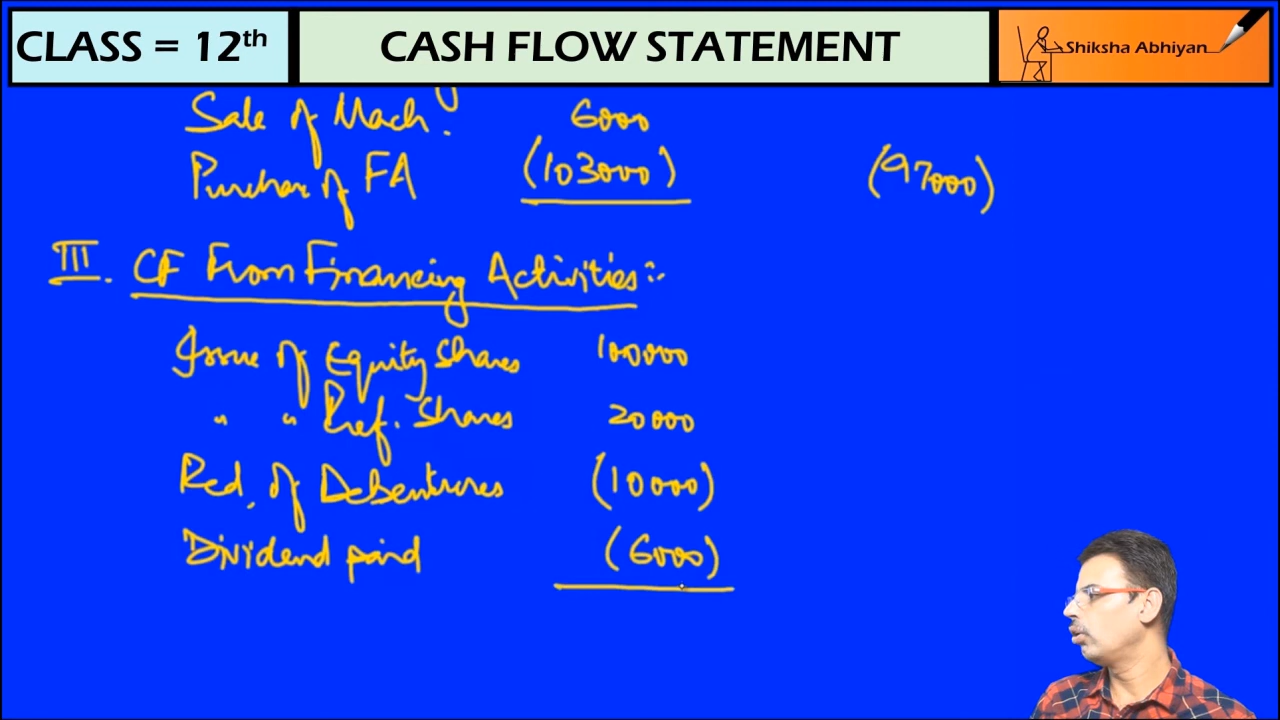 CLASS = 12th
CASH FLOW STATEMENT
Shiksha Abhiyan
Sale of Mach. 6000
Purchase of FA (103000) (97000)
III. CF From Financing Activities :-
Issue of Equity Shares 100000
" " Pref. Shares 20000
Red. of Debentures (10000)
Dividend paid (6000)